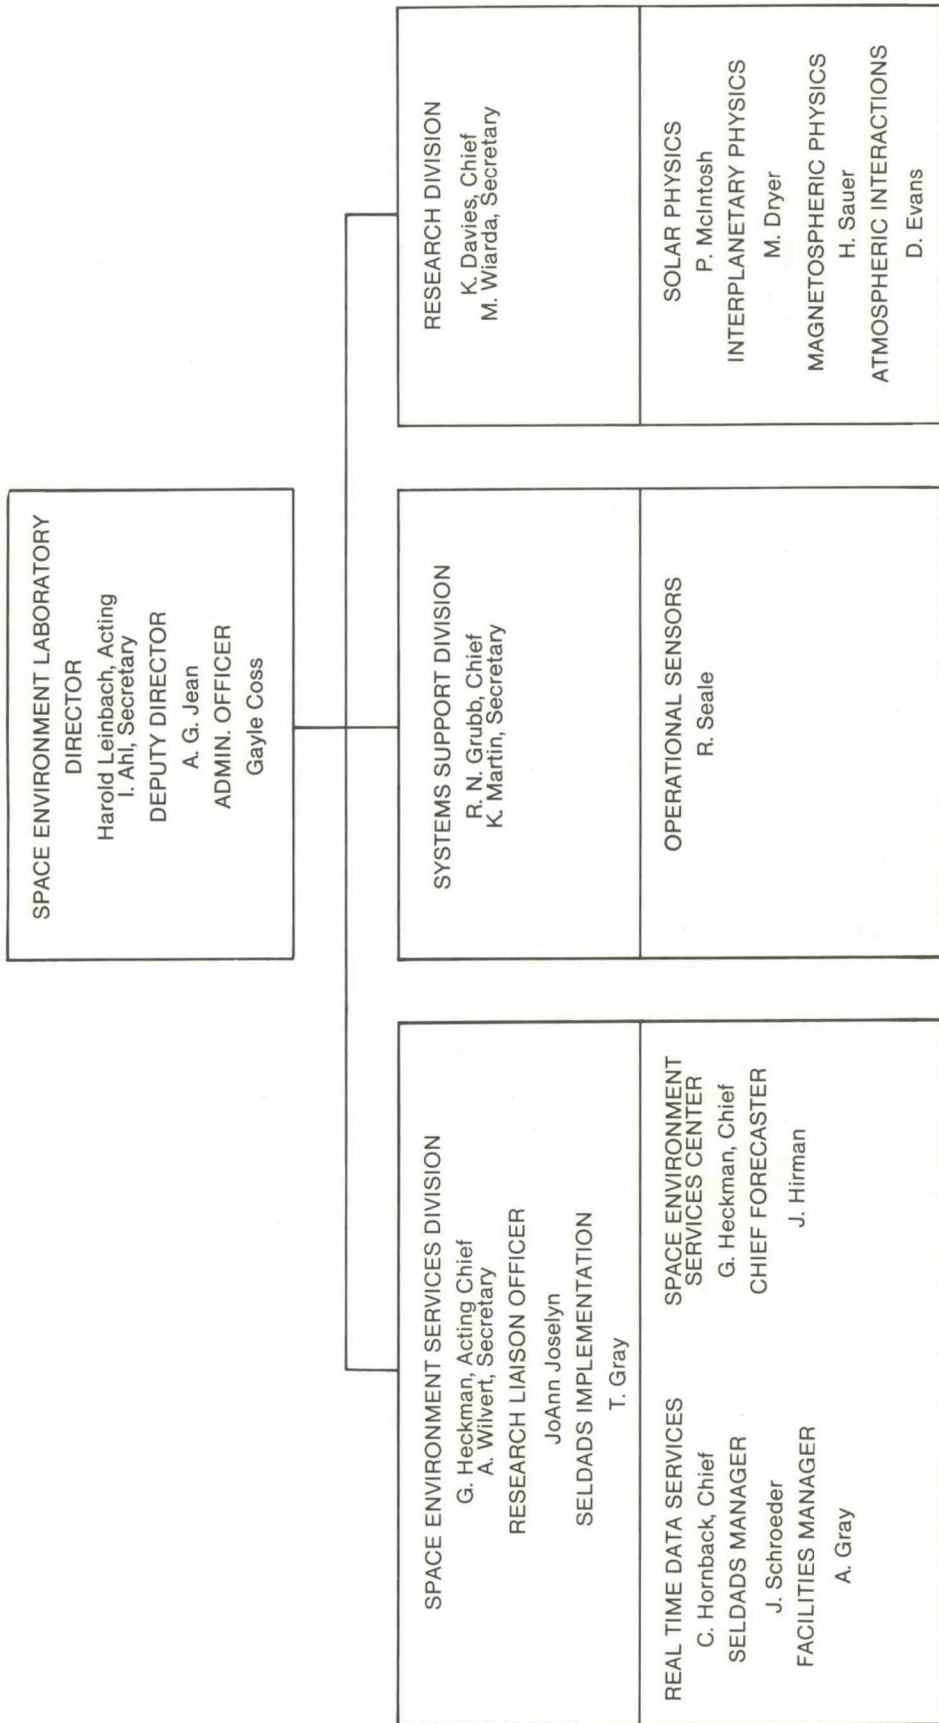 SPACE ENVIRONMENT LABORATORY
DIRECTOR
Harold Leinbach, Acting
I. Ahl, Secretary
DEPUTY DIRECTOR
A. G. Jean
ADMIN. OFFICER
Gayle Coss
SPACE ENVIRONMENT SERVICES DIVISION
G. Heckman, Acting Chief
A. Wilvert, Secretary
RESEARCH LIAISON OFFICER
JoAnn Joselyn
SELDADS IMPLEMENTATION
T. Gray
REAL TIME DATA SERVICES
C. Hornback, Chief
SELDADS MANAGER
J. Schroeder
FACILITIES MANAGER
A. Gray
SPACE ENVIRONMENT
SERVICES CENTER
G. Heckman, Chief
CHIEF FORECASTER
J. Hirman
SYSTEMS SUPPORT DIVISION
R. N. Grubb, Chief
K. Martin, Secretary
OPERATIONAL SENSORS
R. Seale
RESEARCH DIVISION
K. Davies, Chief
M. Wiarda, Secretary
SOLAR PHYSICS
P. McIntosh
INTERPLANETARY PHYSICS
M. Dryer
MAGNETOSPHERIC PHYSICS
H. Sauer
ATMOSPHERIC INTERACTIONS
D. Evans